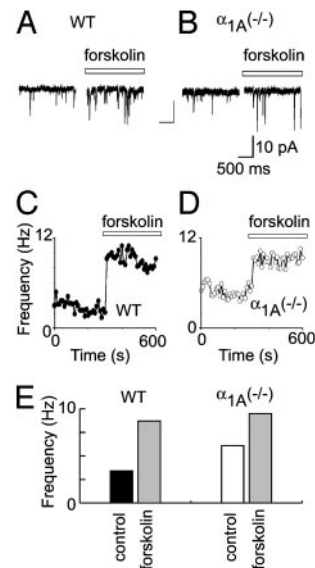 A WT B α1A(-/-)
forskolin forskolin
10 pA
500 ms
C forskolin D forskolin
Frequency (Hz) 12 0 WT 12 0 α1A(-/-)
0 600 0 600
Time (s) Time (s)
E WT α1A(-/-)
Frequency (Hz) 10 0
control forskolin control forskolin